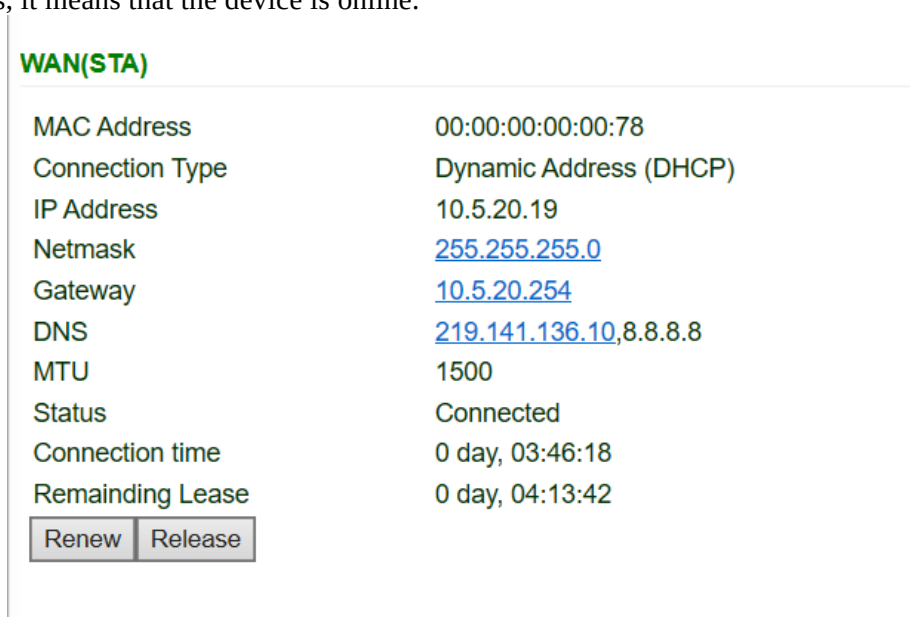 , it means that the device is online.
WAN(STA)
MAC Address 00:00:00:00:00:78
Connection Type Dynamic Address (DHCP)
IP Address 10.5.20.19
Netmask 255.255.255.0
Gateway 10.5.20.254
DNS 219.141.136.10,8.8.8.8
MTU 1500
Status Connected
Connection time 0 day, 03:46:18
Remainding Lease 0 day, 04:13:42
Renew Release